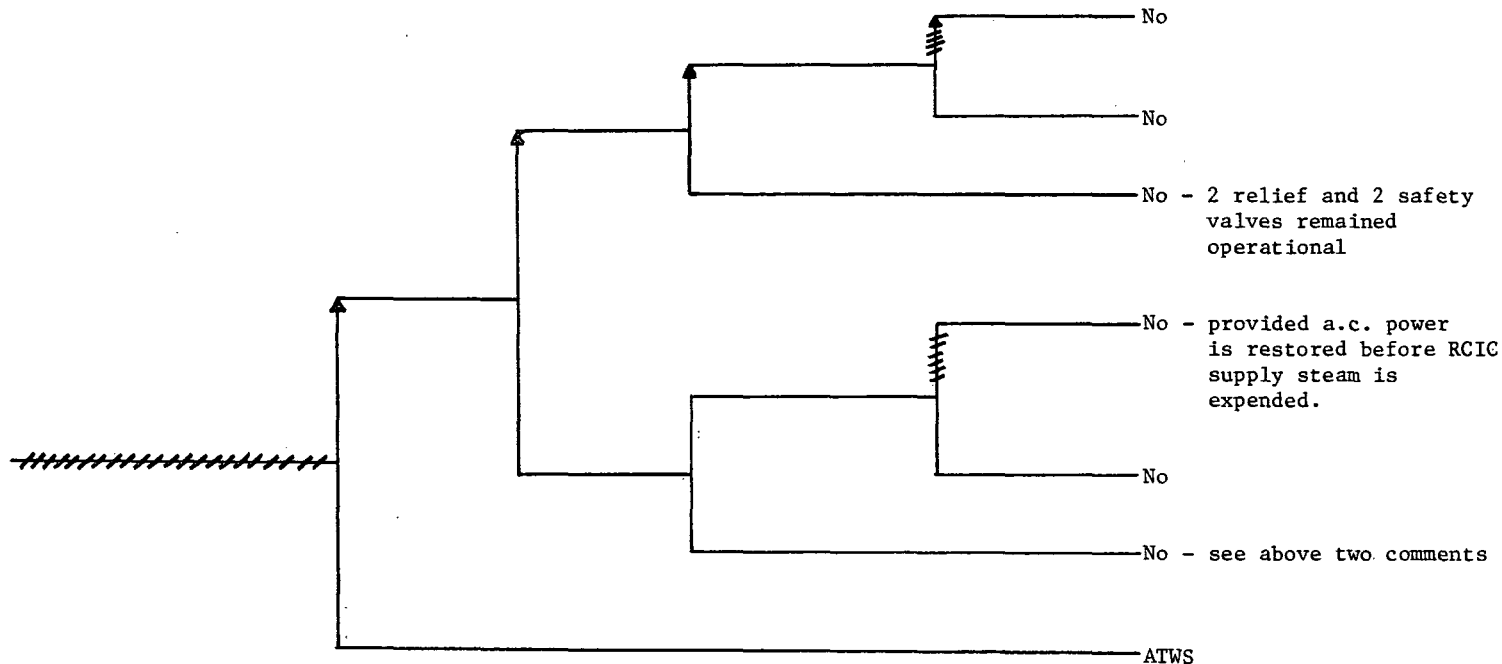 No
No
No - 2 relief and 2 safety
valves remained
operational
No - provided a.c. power
is restored before RCIC
supply steam is
expended.
No
No - see above two comments
ATWS